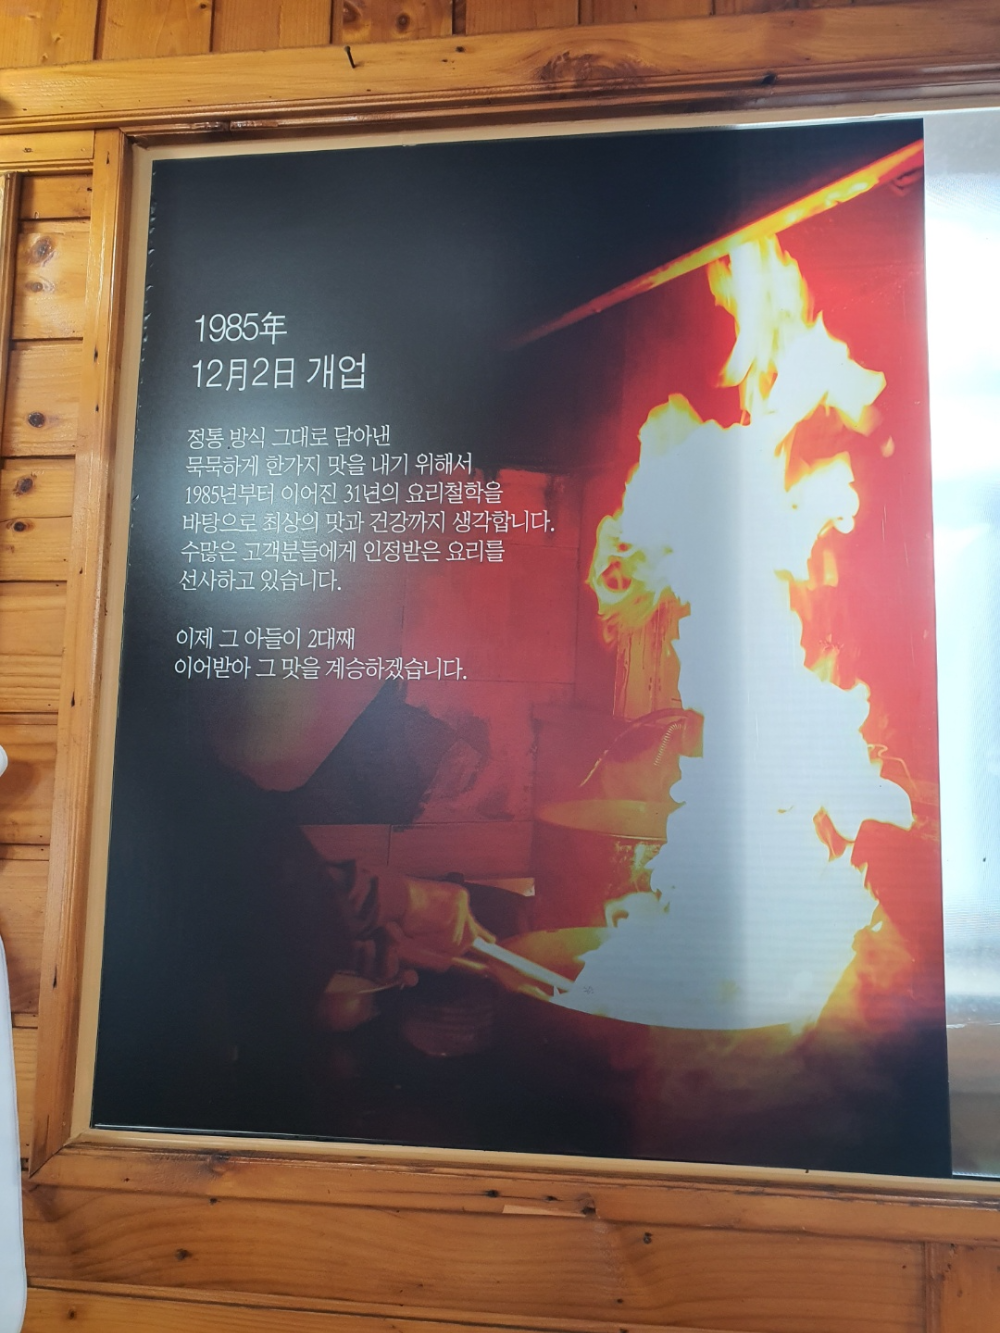 1985年
12月2日 개업
정통 방식 그대로 담아낸
묵묵하게 한가지 맛을 내기 위해서
1985년부터 이어진 31년의 요리철학을
바탕으로 최상의 맛과 건강까지 생각합니다.
수많은 고객분들에게 인정받은 요리를
선사하고 있습니다.
이제 그 아들이 2대째
이어받아 그 맛을 계승하겠습니다.